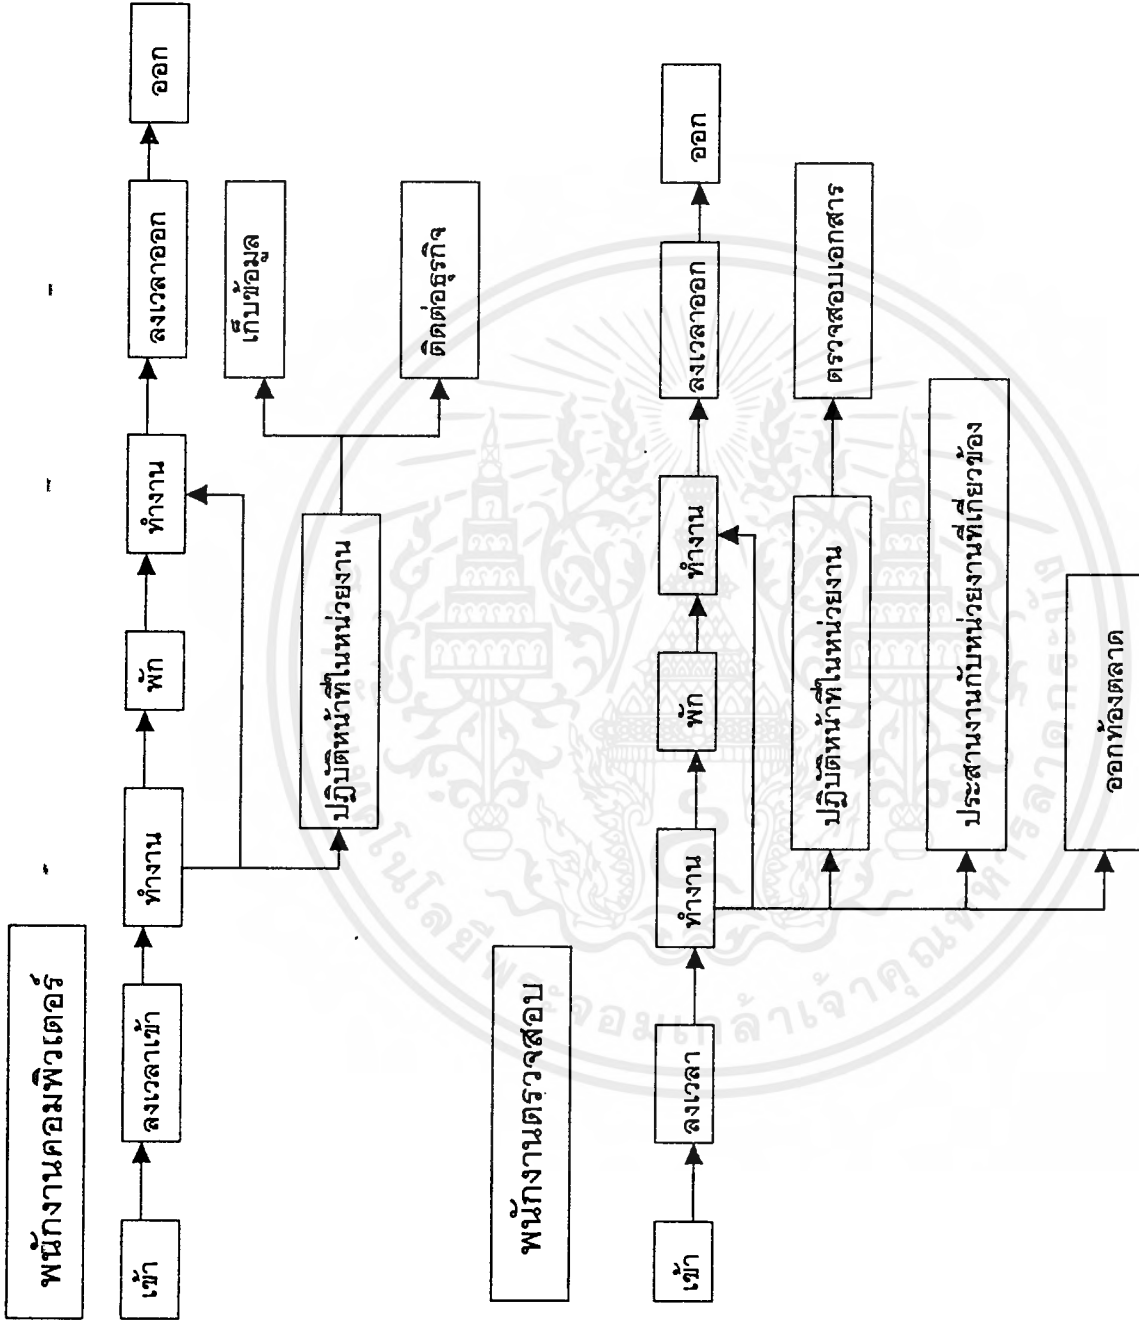 พนักงานคอมพิวเตอร์
เข้า
ลงเวลาเข้า
ทำงาน
พัก
ทำงาน
ลงเวลาออก
ออก
ปฏิบัติหน้าที่ในหน่วยงาน
เก็บข้อมูล
ติดต่อธุรกิจ
พนักงานตรวจสอบ
เข้า
ลงเวลา
ทำงาน
พัก
ทำงาน
ลงเวลาออก
ออก
ปฏิบัติหน้าที่ในหน่วยงาน
ตรวจสอบเอกสาร
ประสานงานกับหน่วยงานที่เกี่ยวข้อง
ออกท้องตลาด